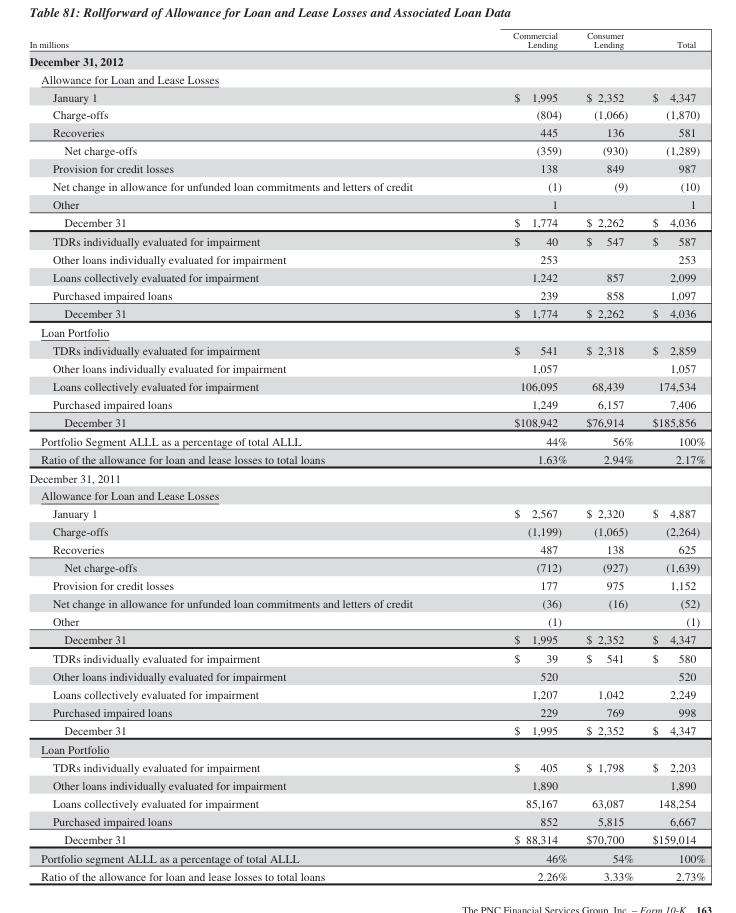 Table 81: Rollforward of Allowance for Loan and Lease Losses and Associated Loan Data
In millions Commercial Lending Consumer Lending Total
December 31, 2012
Allowance for Loan and Lease Losses
January 1 $ 1,995 $ 2,352 $ 4,347
Charge-offs (804) (1,066) (1,870)
Recoveries 445 136 581
Net charge-offs (359) (930) (1,289)
Provision for credit losses 138 849 987
Net change in allowance for unfunded loan commitments and letters of credit (1) (9) (10)
Other 1 1
December 31 $ 1,774 $ 2,262 $ 4,036
TDRs individually evaluated for impairment $ 40 $ 547 $ 587
Other loans individually evaluated for impairment 253 253
Loans collectively evaluated for impairment 1,242 857 2,099
Purchased impaired loans 239 858 1,097
December 31 $ 1,774 $ 2,262 $ 4,036
Loan Portfolio
TDRs individually evaluated for impairment $ 541 $ 2,318 $ 2,859
Other loans individually evaluated for impairment 1,057 1,057
Loans collectively evaluated for impairment 106,095 68,439 174,534
Purchased impaired loans 1,249 6,157 7,406
December 31 $108,942 $76,914 $185,856
Portfolio Segment ALLL as a percentage of total ALLL 44% 56% 100%
Ratio of the allowance for loan and lease losses to total loans 1.63% 2.94% 2.17%
December 31, 2011
Allowance for Loan and Lease Losses
January 1 $ 2,567 $ 2,320 $ 4,887
Charge-offs (1,199) (1,065) (2,264)
Recoveries 487 138 625
Net charge-offs (712) (927) (1,639)
Provision for credit losses 177 975 1,152
Net change in allowance for unfunded loan commitments and letters of credit (36) (16) (52)
Other (1) (1)
December 31 $ 1,995 $ 2,352 $ 4,347
TDRs individually evaluated for impairment $ 39 $ 541 $ 580
Other loans individually evaluated for impairment 520 520
Loans collectively evaluated for impairment 1,207 1,042 2,249
Purchased impaired loans 229 769 998
December 31 $ 1,995 $ 2,352 $ 4,347
Loan Portfolio
TDRs individually evaluated for impairment $ 405 $ 1,798 $ 2,203
Other loans individually evaluated for impairment 1,890 1,890
Loans collectively evaluated for impairment 85,167 63,087 148,254
Purchased impaired loans 852 5,815 6,667
December 31 $ 88,314 $70,700 $159,014
Portfolio segment ALLL as a percentage of total ALLL 46% 54% 100%
Ratio of the allowance for loan and lease losses to total loans 2.26% 3.33% 2.73%
The PNC Financial Services Group, Inc. – Form 10-K 163